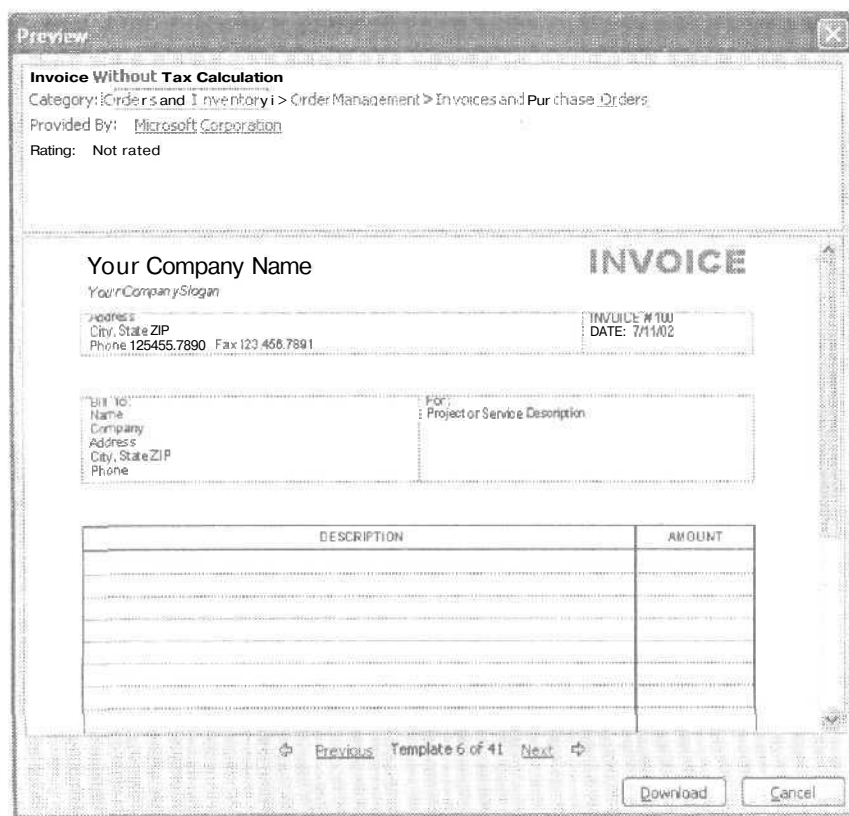 Preview
Invoice Without Tax Calculation
Category: Orders and Inventory > Order Management > Invoices and Purchase Orders
Provided By: Microsoft Corporation
Rating: Not rated
Your Company Name
INVOICE
Your Company Slogan
Address
INVOICE # 100
City, State ZIP
DATE: 7/11/02
Phone 125455.7890 Fax 123.456.7891
Bill To:
For:
Name
Project or Service Description
Company
Address
City, State ZIP
Phone
DESCRIPTION AMOUNT
Previous Template 6 of 41 Next
Download Cancel